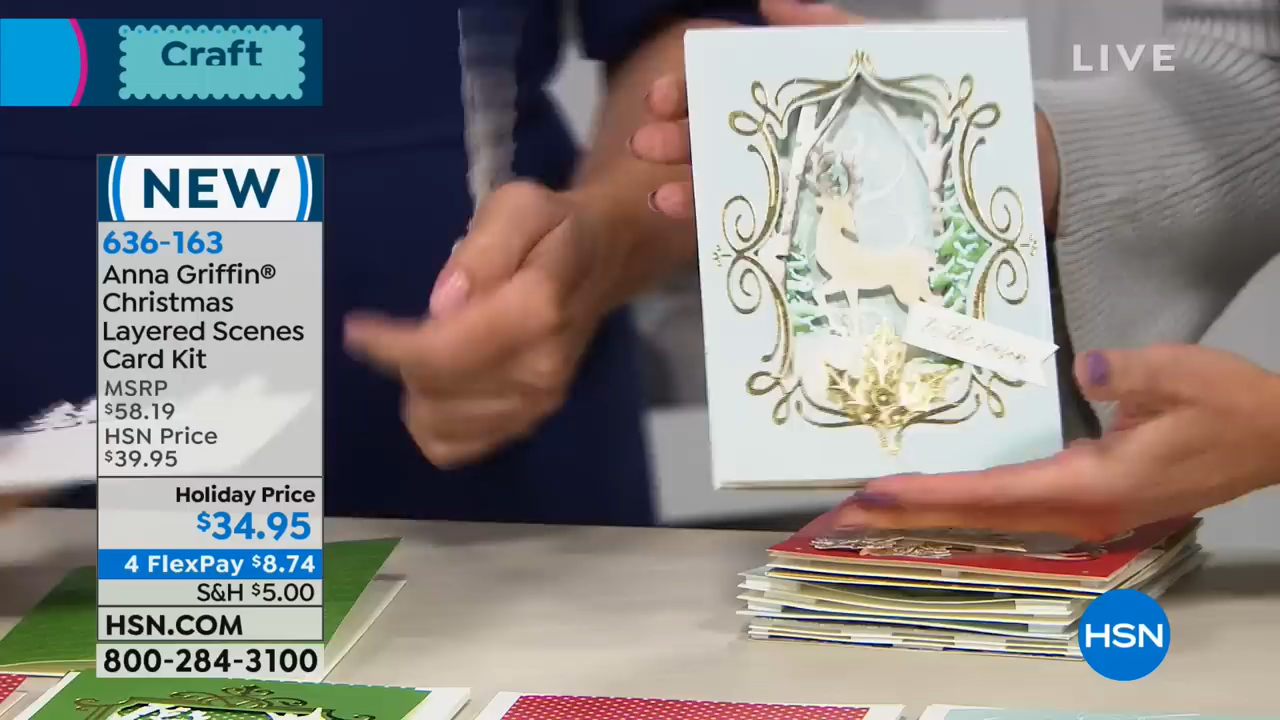 Craft
LIVE
NEW
636-163
Anna Griffin®
Christmas
Layered Scenes
Card Kit
MSRP
$58.19
HSN Price
$39.95
Holiday Price
$34.95
4 FlexPay $8.74
S&H $5.00
HSN.COM
800-284-3100
HSN